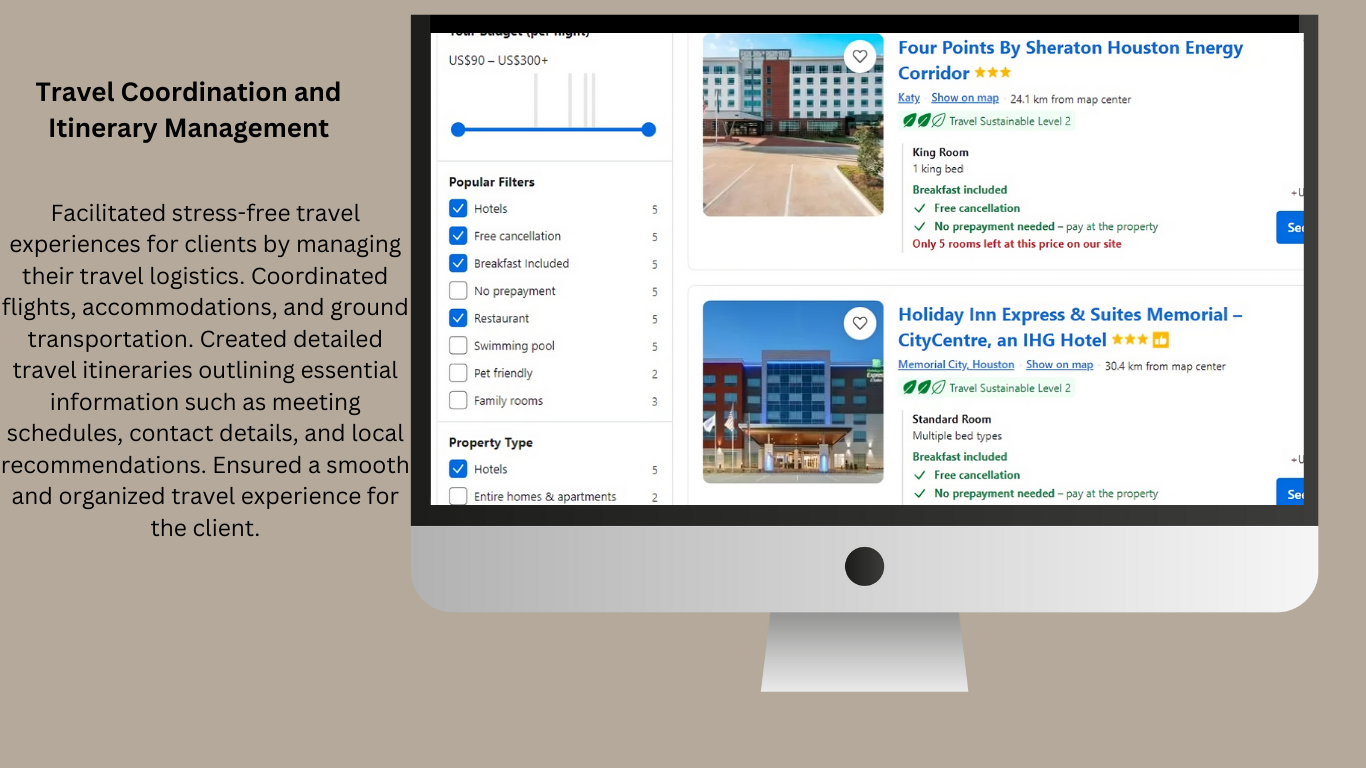 Travel Coordination and
Itinerary Management
Facilitated stress-free travel
experiences for clients by managing
their travel logistics. Coordinated
flights, accommodations, and ground
transportation. Created detailed
travel itineraries outlining essential
information such as meeting
schedules, contact details, and local
recommendations. Ensured a smooth
and organized travel experience for
the client.
Your Budget (per night)
US$90 – US$300+
Popular Filters
Hotels 5
Free cancellation 5
Breakfast Included 5
No prepayment 5
Restaurant 5
Swimming pool 5
Pet friendly 2
Family rooms 3
Property Type
Hotels 5
Entire homes & apartments 2
Four Points By Sheraton Houston Energy
Corridor
Katy · Show on map · 24.1 km from map center
Travel Sustainable Level 2
King Room
1 king bed
Breakfast included
Free cancellation
No prepayment needed – pay at the property
Only 5 rooms left at this price on our site
Holiday Inn Express & Suites Memorial –
CityCentre, an IHG Hotel
Memorial City, Houston · Show on map · 30.4 km from map center
Travel Sustainable Level 2
Standard Room
Multiple bed types
Breakfast included
Free cancellation
No prepayment needed – pay at the property